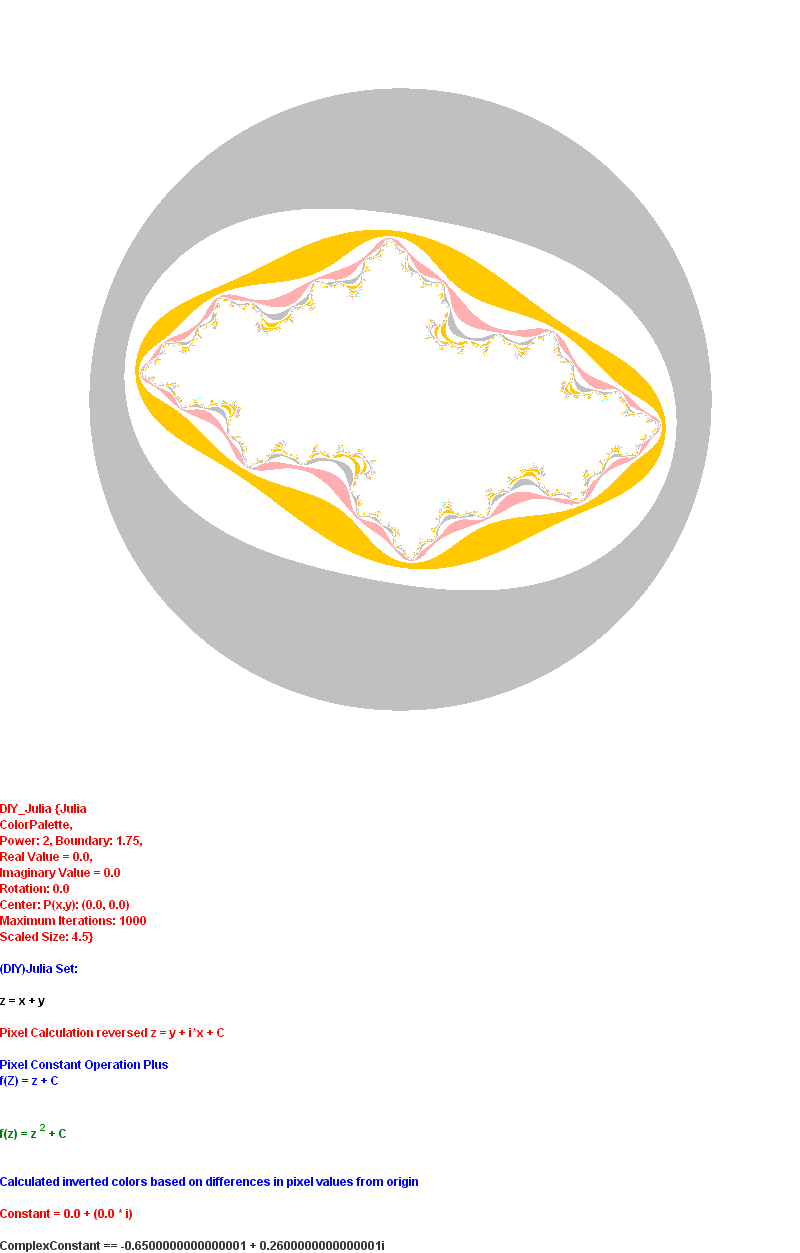 DIY_Julia {Julia
ColorPalette,
Power: 2, Boundary: 1.75,
Real Value = 0.0,
Imaginary Value = 0.0
Rotation: 0.0
Center: P(x,y): (0.0, 0.0)
Maximum Iterations: 1000
Scaled Size: 4.5}
(DIY)Julia Set:
z = x + y
Pixel Calculation reversed z = y + i*x + C
Pixel Constant Operation Plus
f(Z) = z + C
f(z) = z ² + C
Calculated inverted colors based on differences in pixel values from origin
Constant = 0.0 + (0.0 * i)
ComplexConstant == -0.6500000000000001 + 0.2600000000000001i